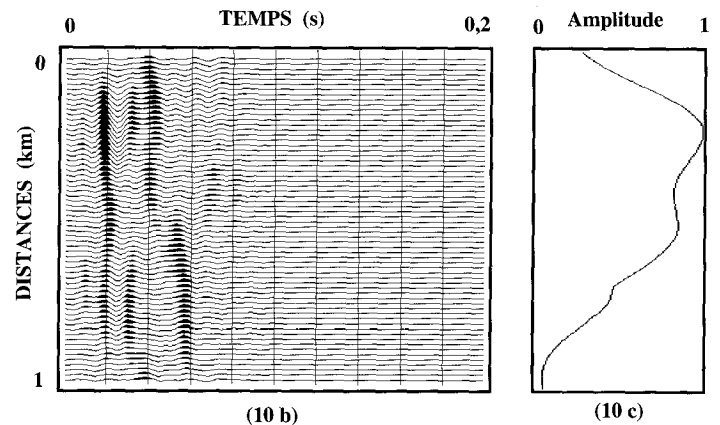 0 TEMPS (s) 0,2
0 Amplitude 1
0
DISTANCES (km)
1
(10 b)
(10 c)